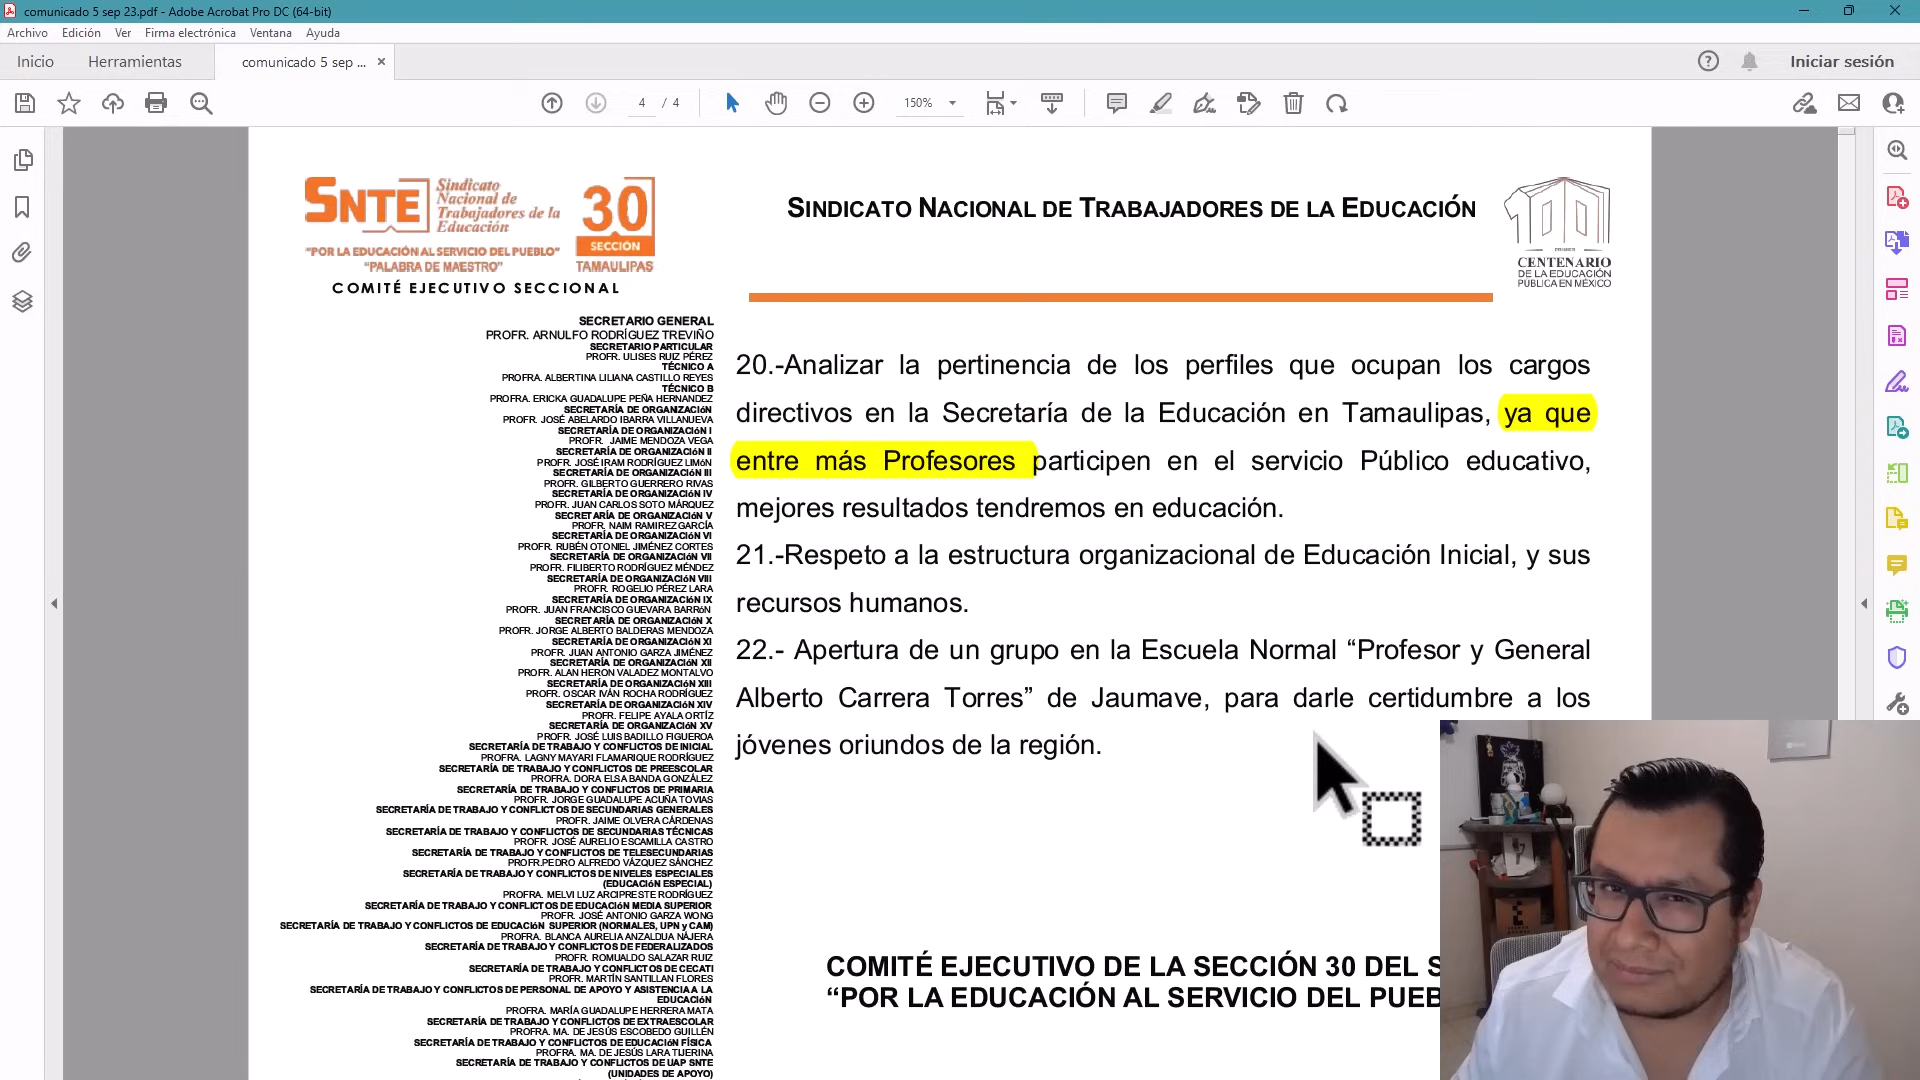 comunicado 5 sep 23.pdf - Adobe Acrobat Pro DC (64-bit)
Archivo Edición Ver Firma electrónica Ventana Ayuda
Inicio Herramientas comunicado 5 sep ... × Iniciar sesión
4 / 4 150%
SNTE Sindicato
Nacional de
Trabajadores de la
Educación
"POR LA EDUCACIÓN AL SERVICIO DEL PUEBLO"
"PALABRA DE MAESTRO"
30
SECCIÓN
TAMAULIPAS
COMITÉ EJECUTIVO SECCIONAL
SINDICATO NACIONAL DE TRABAJADORES DE LA EDUCACIÓN
CENTENARIO
DE LA EDUCACIÓN
PÚBLICA EN MÉXICO
SECRETARIO GENERAL
PROFR. ARNULFO RODRÍGUEZ TREVIÑO
SECRETARIO PARTICULAR
PROFR. ULISES RUIZ PÉREZ
TÉCNICO A
PROFRA. ALBERTINA LILIANA CASTILLO REYES
TÉCNICO B
PROFRA. ERICKA GUADALUPE PEÑA HERNANDEZ
SECRETARÍA DE ORGANIZACIóN
PROFR. JOSÉ ABELARDO IBARRA VILLANUEVA
SECRETARÍA DE ORGANIZACIóN I
PROFR. JAIME MENDOZA VEGA
SECRETARÍA DE ORGANIZACIóN II
PROFR. JOSÉ IRAM RODRÍGUEZ LIMóN
SECRETARÍA DE ORGANIZACIóN III
PROFR. GILBERTO GUERRERO RIVAS
SECRETARÍA DE ORGANIZACIóN IV
PROFR. JUAN CARLOS SOTO MÁRQUEZ
SECRETARÍA DE ORGANIZACIóN V
PROFR. NAIM RAMIREZ GARCÍA
SECRETARÍA DE ORGANIZACIóN VI
PROFR. RUBÉN OTONIEL JIMÉNEZ CORTES
SECRETARÍA DE ORGANIZACIóN VII
PROFR. FILIBERTO RODRÍGUEZ MÉNDEZ
SECRETARÍA DE ORGANIZACIóN VIII
PROFR. ROGELIO PÉREZ LARA
SECRETARÍA DE ORGANIZACIóN IX
PROFR. JUAN FRANCISCO GUEVARA BARRóN
SECRETARÍA DE ORGANIZACIóN X
PROFR. JORGE ALBERTO BALDERAS MENDOZA
SECRETARÍA DE ORGANIZACIóN XI
PROFR. JUAN ANTONIO GARZA JIMÉNEZ
SECRETARÍA DE ORGANIZACIóN XII
PROFR. ALAN HERON VALADEZ MONTALVO
SECRETARÍA DE ORGANIZACIóN XIII
PROFR. OSCAR IVÁN ROCHA RODRÍGUEZ
SECRETARÍA DE ORGANIZACIóN XIV
PROFR. FELIPE AYALA ORTÍZ
SECRETARÍA DE ORGANIZACIóN XV
PROFR. JOSÉ LUIS BADILLO FIGUEROA
SECRETARÍA DE TRABAJO Y CONFLICTOS DE INICIAL
PROFRA. LAGNY MAYARI FLAMARIQUE RODRÍGUEZ
SECRETARÍA DE TRABAJO Y CONFLICTOS DE PREESCOLAR
PROFRA. DORA ELSA BANDA GONZÁLEZ
SECRETARÍA DE TRABAJO Y CONFLICTOS DE PRIMARIA
PROFR. JORGE GUADALUPE ACUÑA TOVIAS
SECRETARÍA DE TRABAJO Y CONFLICTOS DE SECUNDARIAS GENERALES
PROFR. JAIME OLVERA CÁRDENAS
SECRETARÍA DE TRABAJO Y CONFLICTOS DE SECUNDARIAS TÉCNICAS
PROFR. JOSÉ AURELIO ESCAMILLA CASTRO
SECRETARÍA DE TRABAJO Y CONFLICTOS DE TELESECUNDARIAS
PROFR.PEDRO ALFREDO VÁZQUEZ SÁNCHEZ
SECRETARÍA DE TRABAJO Y CONFLICTOS DE NIVELES ESPECIALES
(EDUCACIóN ESPECIAL)
PROFRA. MELVI LUZ ARCIPRESTE RODRÍGUEZ
SECRETARÍA DE TRABAJO Y CONFLICTOS DE EDUCACIóN MEDIA SUPERIOR
PROFR. JOSÉ ANTONIO GARZA WONG
SECRETARÍA DE TRABAJO Y CONFLICTOS DE EDUCACIóN SUPERIOR (NORMALES, UPN y CAM)
PROFRA. BLANCA AURELIA ANZALDUA NÁJERA
SECRETARÍA DE TRABAJO Y CONFLICTOS DE FEDERALIZADOS
PROFR. ROMUALDO SALAZAR RUIZ
SECRETARÍA DE TRABAJO Y CONFLICTOS DE CECATI
PROFR. MARTÍN SANTILLAN FLORES
SECRETARÍA DE TRABAJO Y CONFLICTOS DE PERSONAL DE APOYO Y ASISTENCIA A LA
EDUCACIóN
PROFRA. MARÍA GUADALUPE HERRERA MATA
SECRETARÍA DE TRABAJO Y CONFLICTOS DE EXTRAESCOLAR
PROFRA. MA. DE JESÚS ESCOBEDO GUILLÉN
SECRETARÍA DE TRABAJO Y CONFLICTOS DE EDUCACIóN FÍSICA
PROFRA. MA. DE JESÚS LARA TIJERINA
SECRETARÍA DE TRABAJO Y CONFLICTOS DE UAP SNTE
(UNIDADES DE APOYO)
20.-Analizar la pertinencia de los perfiles que ocupan los cargos
directivos en la Secretaría de la Educación en Tamaulipas, ya que
entre más Profesores participen en el servicio Público educativo,
mejores resultados tendremos en educación.
21.-Respeto a la estructura organizacional de Educación Inicial, y sus
recursos humanos.
22.- Apertura de un grupo en la Escuela Normal “Profesor y General
Alberto Carrera Torres” de Jaumave, para darle certidumbre a los
jóvenes oriundos de la región.
COMITÉ EJECUTIVO DE LA SECCIÓN 30 DEL S
“POR LA EDUCACIÓN AL SERVICIO DEL PUEB